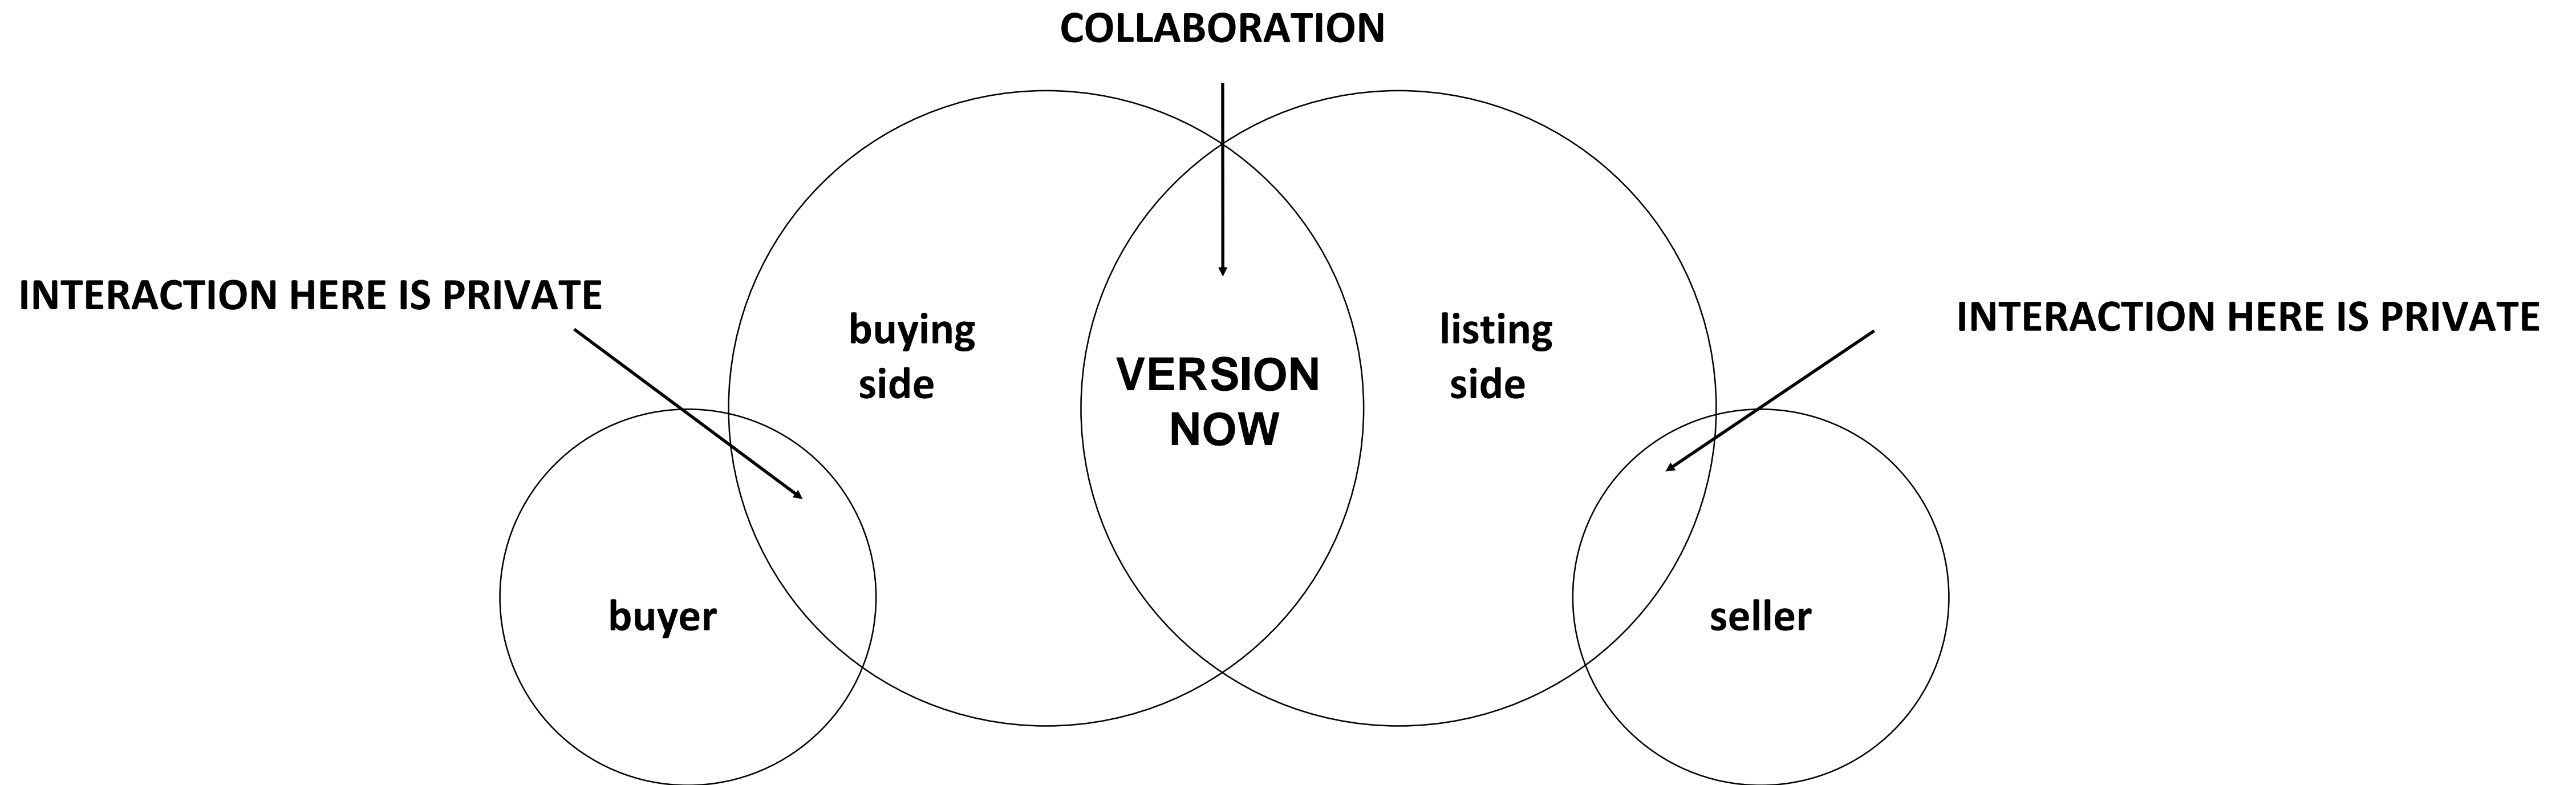 COLLABORATION
INTERACTION HERE IS PRIVATE
INTERACTION HERE IS PRIVATE
buying
side
VERSION
NOW
listing
side
buyer
seller